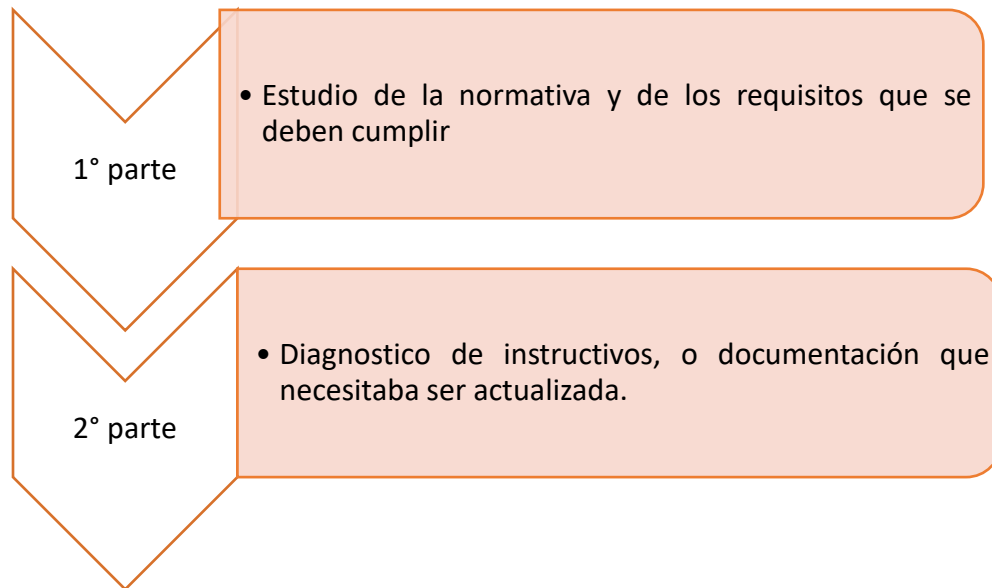 1° parte
• Estudio de la normativa y de los requisitos que se
deben cumplir
2° parte
• Diagnostico de instructivos, o documentación que
necesitaba ser actualizada.